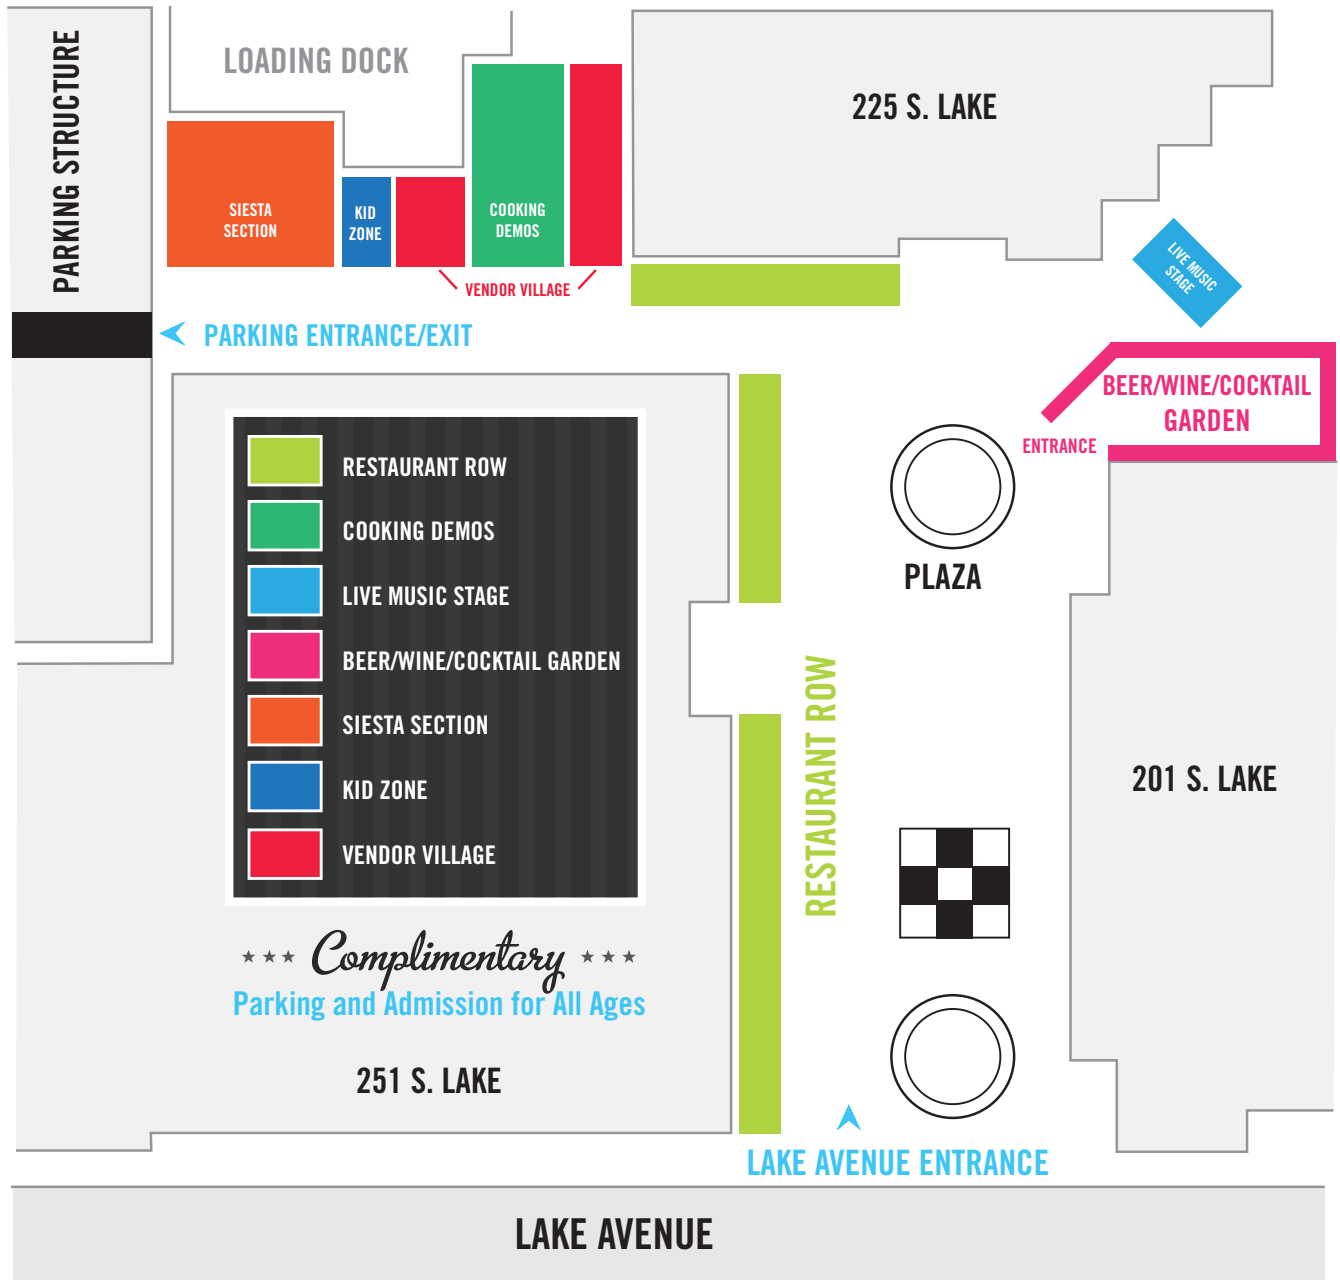 PARKING STRUCTURE
LOADING DOCK
225 S. LAKE
SIESTA
SECTION
KID
ZONE
COOKING
DEMOS
VENDOR VILLAGE
LIVE MUSIC
STAGE
PARKING ENTRANCE/EXIT
BEER/WINE/COCKTAIL
GARDEN
ENTRANCE
RESTAURANT ROW
COOKING DEMOS
LIVE MUSIC STAGE
BEER/WINE/COCKTAIL GARDEN
SIESTA SECTION
KID ZONE
VENDOR VILLAGE
PLAZA
RESTAURANT ROW
201 S. LAKE
Complimentary
Parking and Admission for All Ages
251 S. LAKE
LAKE AVENUE ENTRANCE
LAKE AVENUE